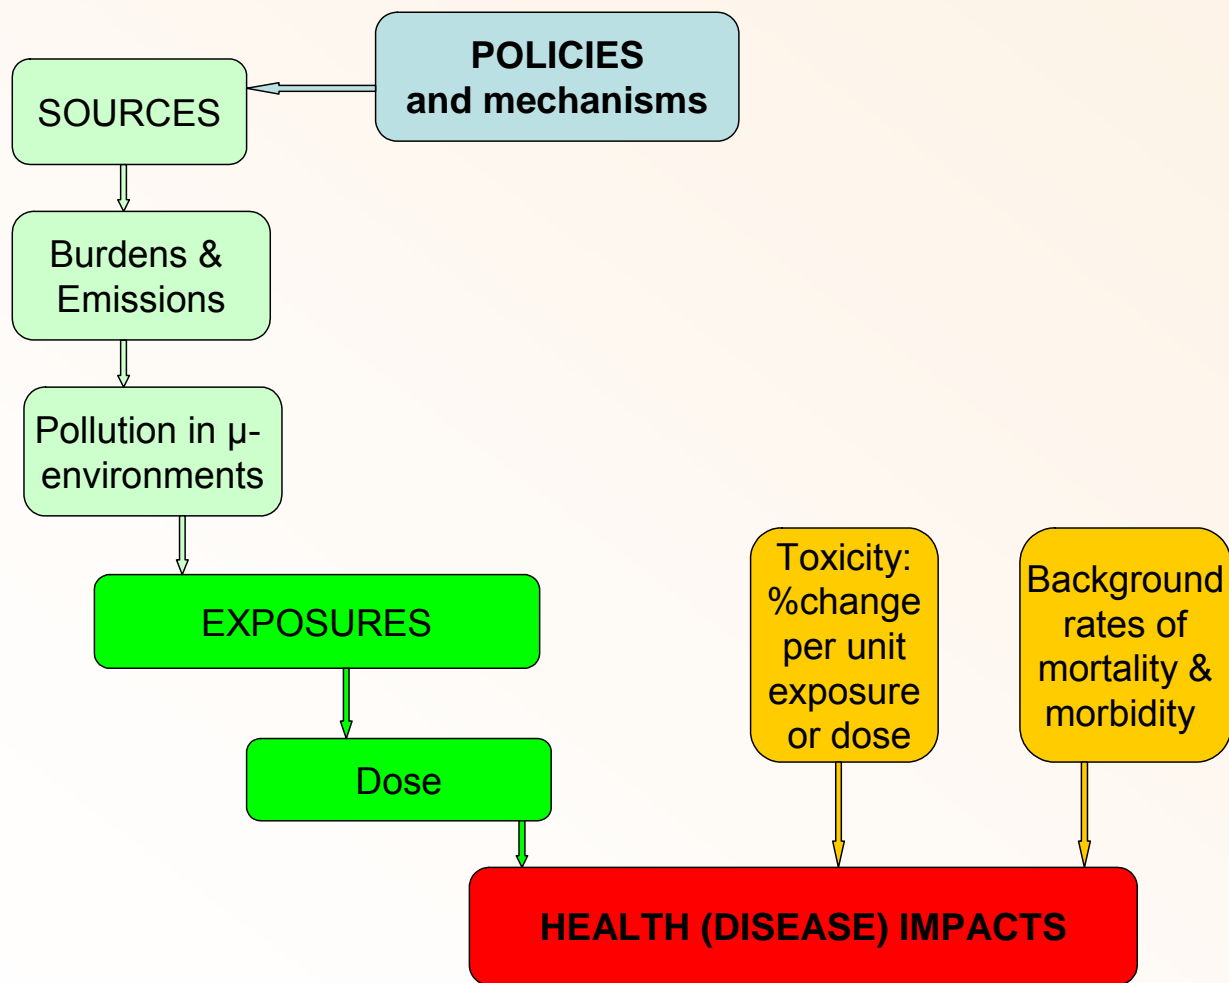 POLICIES
and mechanisms
SOURCES
Burdens &
Emissions
Pollution in µ-
environments
EXPOSURES
Dose
Toxicity:
%change
per unit
exposure
or dose
Background
rates of
mortality &
morbidity
HEALTH (DISEASE) IMPACTS